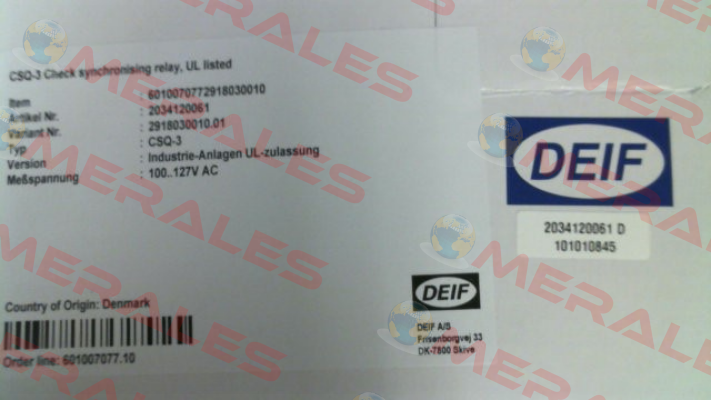 CSQ-3 Check synchronising relay, UL listed
Item : 6010070772918030010
Artikel Nr. : 2034120061
Variant Nr. : 2918030010.01
Typ : CSQ-3
Version : Industrie-Anlagen UL-zulassung
Meßspannung : 100..127V AC
DEIF
2034120061 D
101010845
Country of Origin: Denmark
Order line: 601007077.10
DEIF
DEIF A/S
Frisenborgvej 33
DK-7800 Skive
MERALES
MERALES
MERALES
MERALES
MERALES